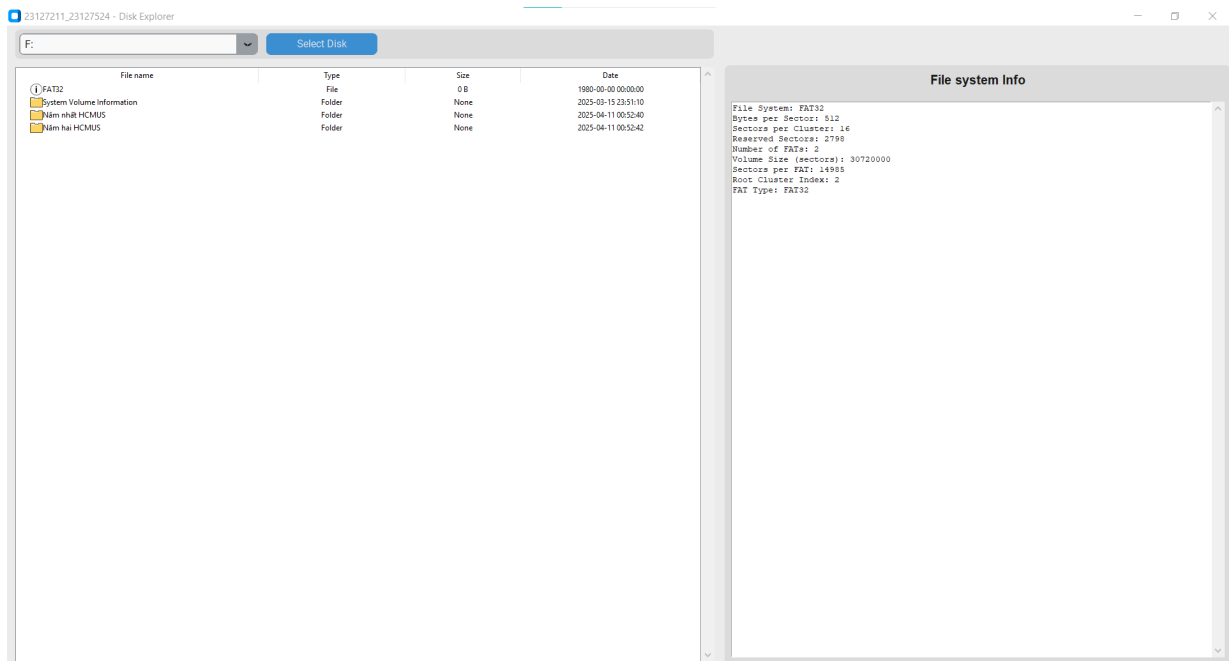 23127211_23127524 - Disk Explorer
F:
Select Disk
File name Type Size Date
FAT32 File 0 B 1980-00-00 00:00:00
System Volume Information Folder None 2025-03-15 23:51:10
Năm nhất HCMUS Folder None 2025-04-11 00:52:40
Năm hai HCMUS Folder None 2025-04-11 00:52:42
File system Info
File System: FAT32
Bytes per Sector: 512
Sectors per Cluster: 16
Reserved Sectors: 2798
Number of FATs: 2
Volume Size (sectors): 30720000
Sectors per FAT: 14985
Root Cluster Index: 2
FAT Type: FAT32